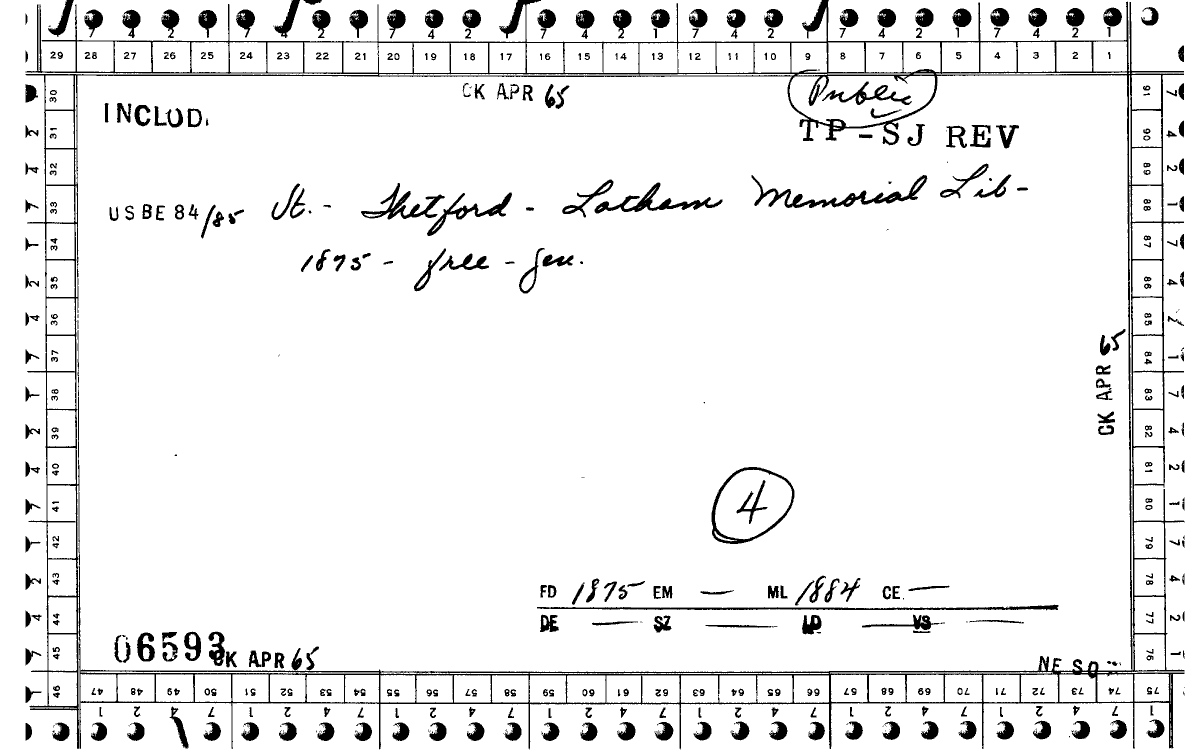 7 4 2 1 7 4 2 1 7 4 2 1 7 4 2 1 7 4 2 1 7 4 2 1 7 4 2 1
29 28 27 26 25 24 23 22 21 20 19 18 17 16 15 14 13 12 11 10 9 8 7 6 5 4 3 2 1
CK APR 65
Public
INCLOD.
TP-SJ REV
USBE 84/85 Vt. - Thetford - Latham Memorial Lib-
1875 - free - gen.
CK APR 65
4
FD 1875 EM — ML 1884 CE. —
DE — SZ — LD — VS —
06593
CK APR 65
NE SO
30 31 32 33 34 35 36 37 38 39 40 41 42 43 44 45 46
91 90 89 88 87 86 85 84 83 82 81 80 79 78 77 76
47 48 49 50 51 52 53 54 55 56 57 58 59 60 61 62 63 64 65 66 67 68 69 70 71 72 73 74 75
1 2 4 7 1 2 4 7 1 2 4 7 1 2 4 7 1 2 4 7 1 2 4 7 1 2 4 7 1